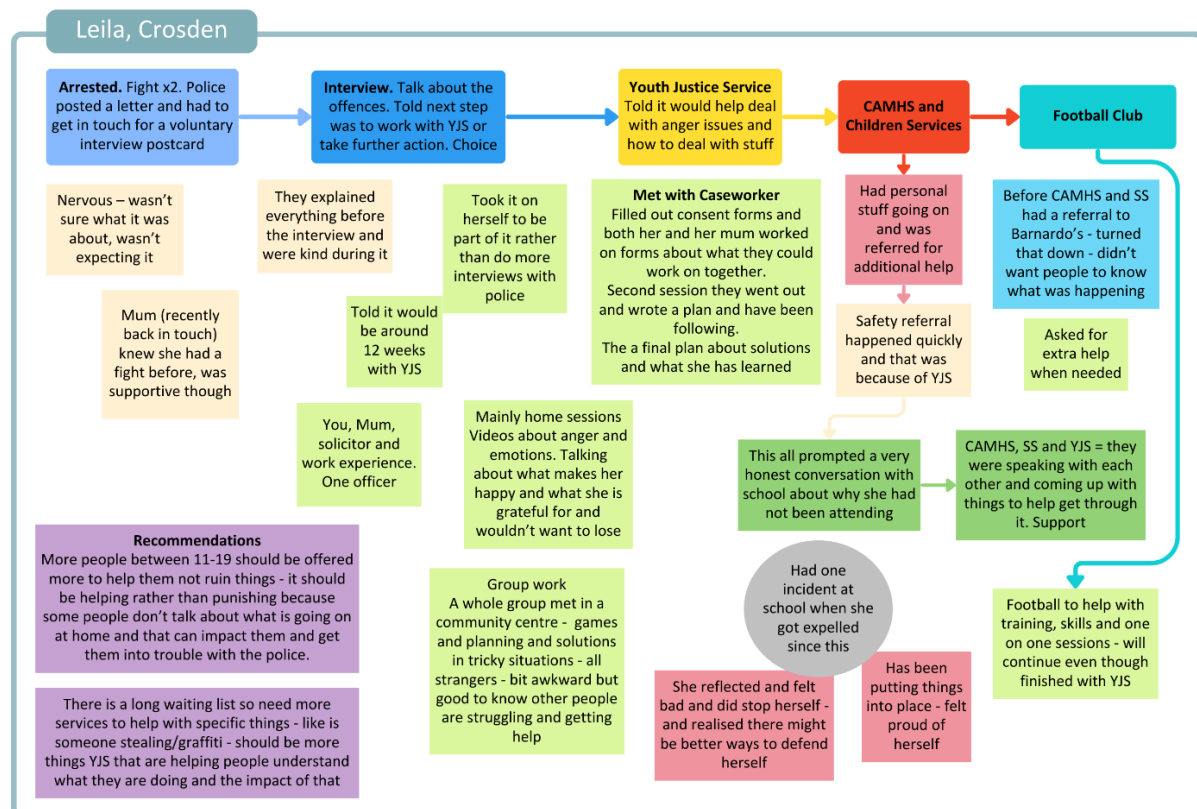 Leila, Crosden
Arrested. Fight x2. Police
posted a letter and had to
get in touch for a voluntary
interview postcard
Interview. Talk about the
offences. Told next step
was to work with YJS or
take further action. Choice
Youth Justice Service
Told it would help deal
with anger issues and
how to deal with stuff
CAMHS and
Children Services
Football Club
Nervous – wasn't
sure what it was
about, wasn't
expecting it
Mum (recently
back in touch)
knew she had a
fight before, was
supportive though
They explained
everything before
the interview and
were kind during it
Took it on
herself to be
part of it rather
than do more
interviews with
police
Told it would
be around
12 weeks
with YJS
You, Mum,
solicitor and
work experience.
One officer
Met with Caseworker
Filled out consent forms and
both her and her mum worked
on forms about what they could
work on together.
Second session they went out
and wrote a plan and have been
following.
The a final plan about solutions
and what she has learned
Mainly home sessions
Videos about anger and
emotions. Talking
about what makes her
happy and what she is
grateful for and
wouldn't want to lose
Group work
A whole group met in a
community centre - games
and planning and solutions
in tricky situations - all
strangers - bit awkward but
good to know other people
are struggling and getting
help
Had personal
stuff going on
and was
referred for
additional help
Safety referral
happened quickly
and that was
because of YJS
This all prompted a very
honest conversation with
school about why she had
not been attending
CAMHS, SS and YJS = they
were speaking with each
other and coming up with
things to help get through
it. Support
Before CAMHS and SS
had a referral to
Barnardo's - turned
that down - didn't
want people to know
what was happening
Asked for
extra help
when needed
Football to help with
training, skills and one
on one sessions - will
continue even though
finished with YJS
Had one
incident at
school when she
got expelled
since this
She reflected and felt
bad and did stop herself -
and realised there might
be better ways to defend
herself
Has been
putting things
into place - felt
proud of
herself
Recommendations
More people between 11-19 should be offered
more to help them not ruin things - it should
be helping rather than punishing because
some people don't talk about what is going on
at home and that can impact them and get
them into trouble with the police.
There is a long waiting list so need more
services to help with specific things - like is
someone stealing/graffiti - should be more
things YJS that are helping people understand
what they are doing and the impact of that